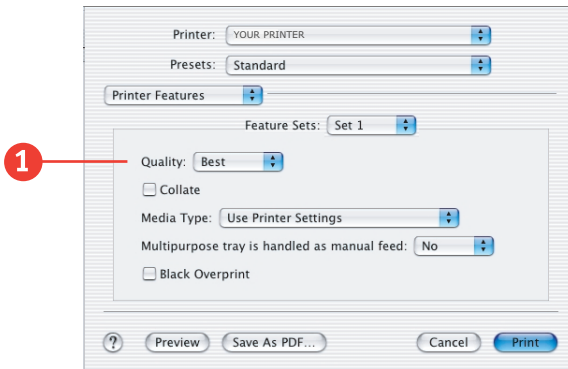 Printer: YOUR PRINTER
Presets: Standard
Printer Features
Feature Sets: Set 1
1 Quality: Best
Collate
Media Type: Use Printer Settings
Multipurpose tray is handled as manual feed: No
Black Overprint
? Preview Save As PDF... Cancel Print